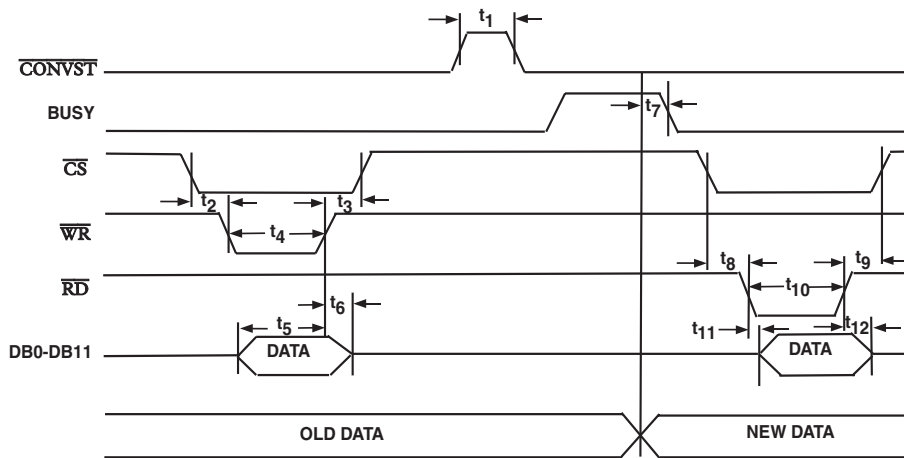 t1
CONVST
BUSY
t7
CS
t2
t3
WR
t4
t8
t9
RD
t10
t6
t5
t11
t12
DB0-DB11
DATA
DATA
OLD DATA
NEW DATA